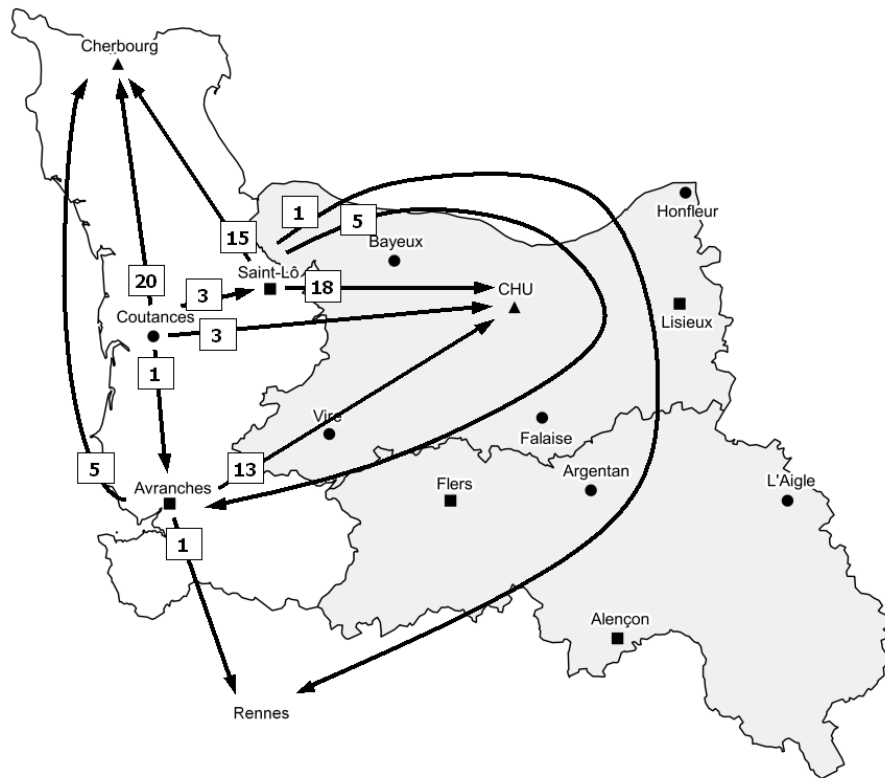 Cherbourg
Honfleur
1
5
15
Bayeux
Saint-Lô
20
3
18
CHU
Coutances
3
Lisieux
1
Vire
Falaise
5
13
Avranches
Flers
Argentan
L'Aigle
1
Alençon
Rennes